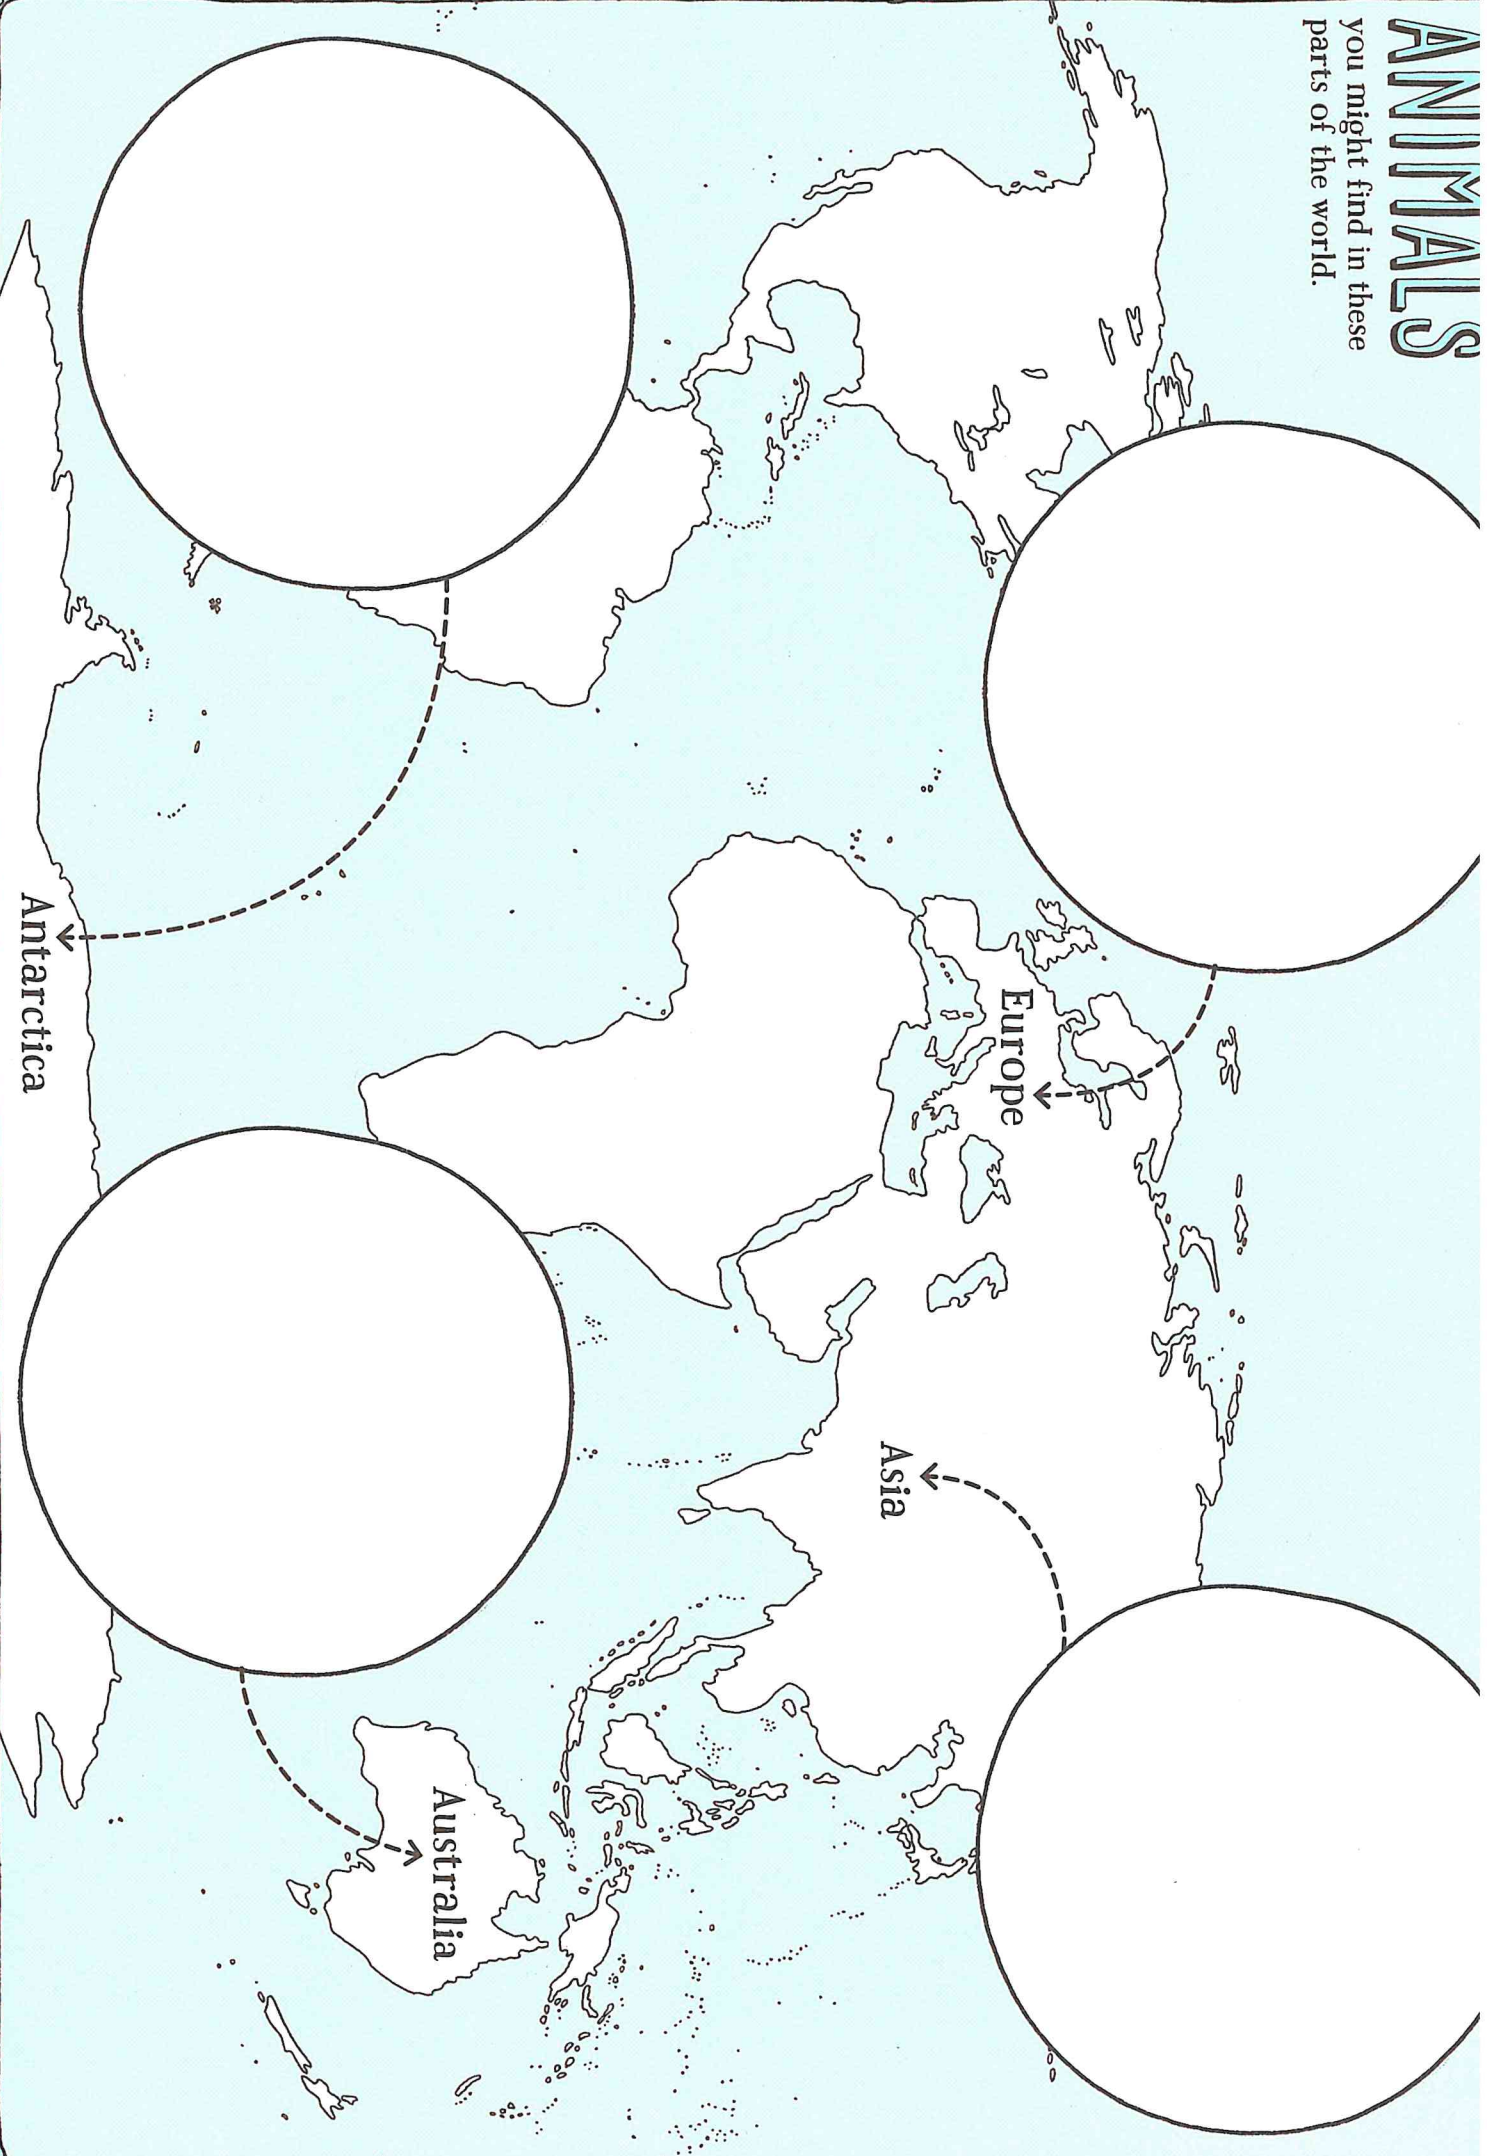 ANIMALS
you might find in these
parts of the world.
Europe
Asia
Australia
Antarctica